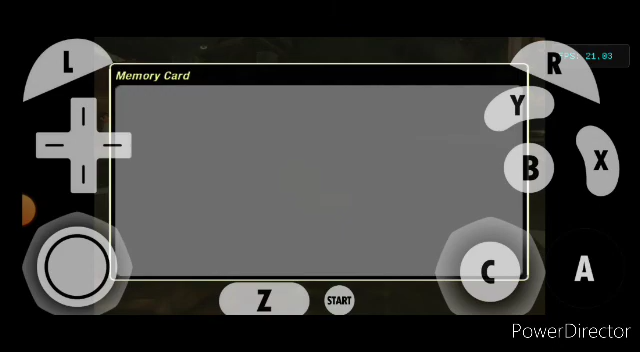 L
R
FPS: 21.03
Memory Card
Y
B
X
C
A
Z
START
PowerDirector